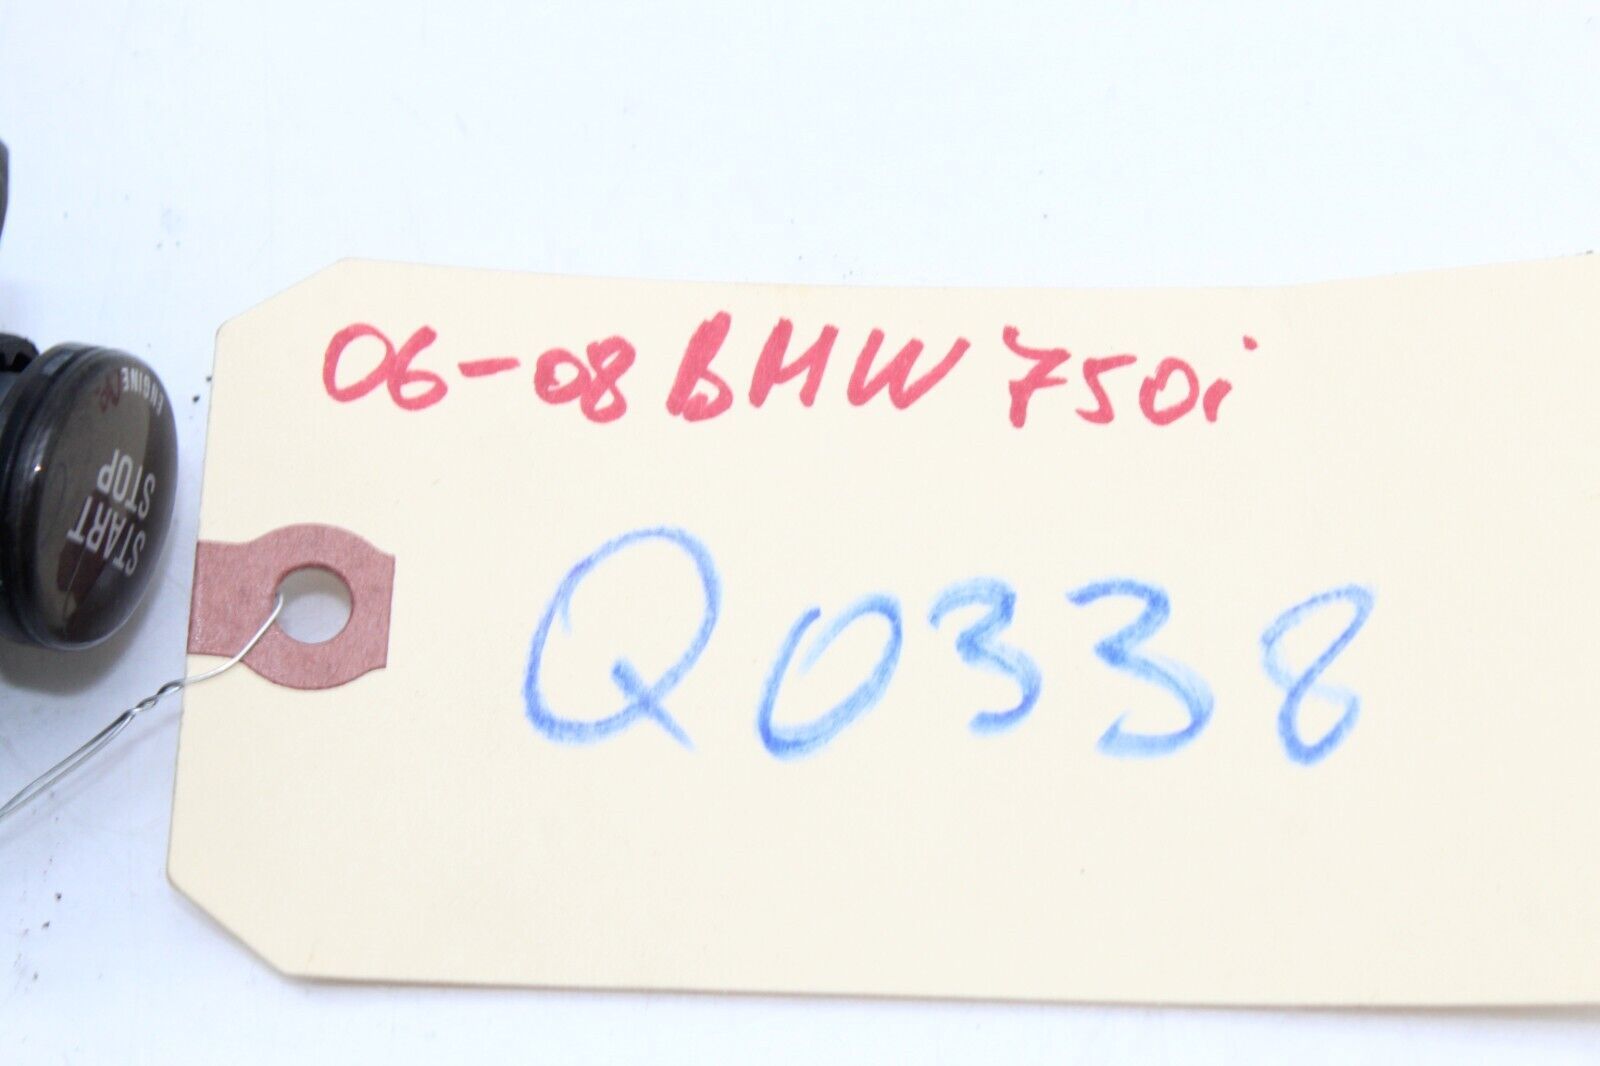 06-08 BMW 750i
Q0338
START
STOP
ENGINE